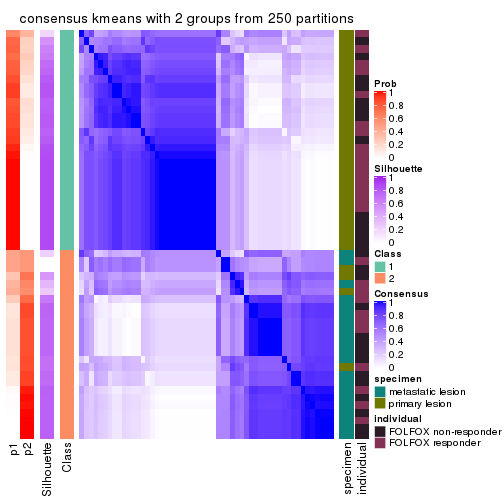 consensus kmeans with 2 groups from 250 partitions
Prob
1
0.8
0.6
0.4
0.2
0
Silhouette
1
0.8
0.6
0.4
0.2
0
Class
1
2
Consensus
1
0.8
0.6
0.4
0.2
0
specimen
metastatic lesion
primary lesion
individual
FOLFOX non-responder
FOLFOX responder
p1
p2
Silhouette
Class
specimen
individual